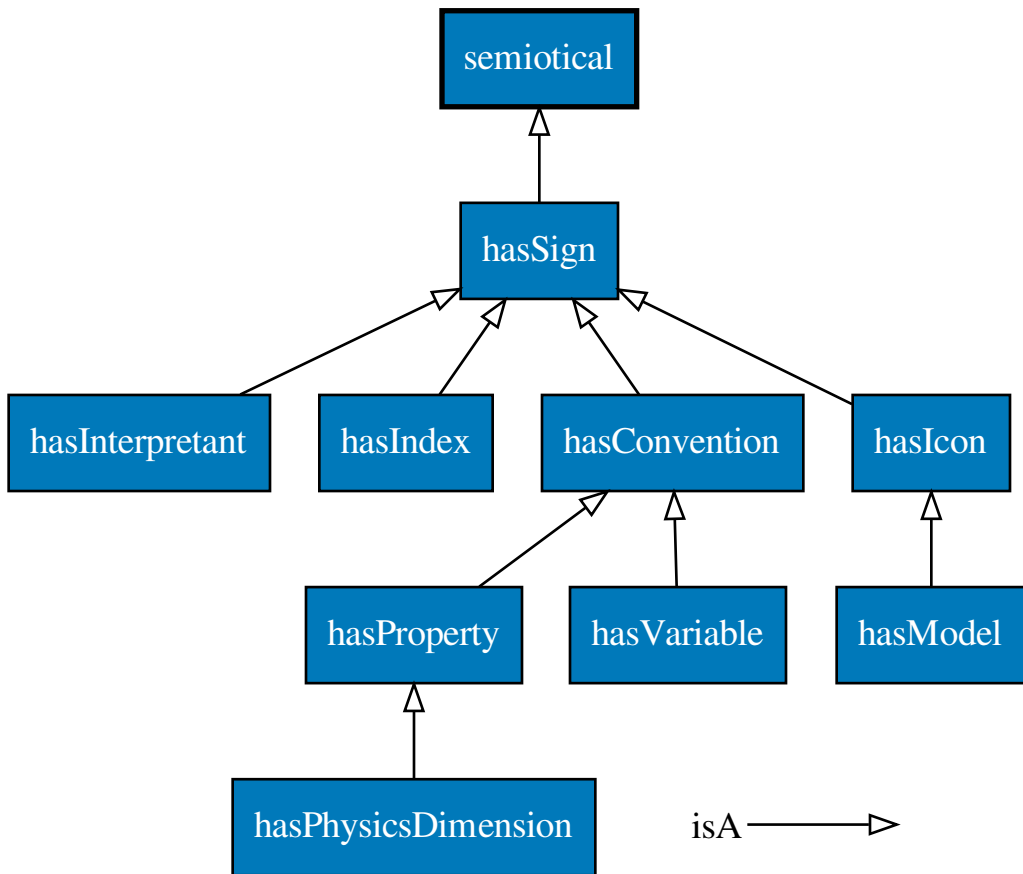 semiotical
hasSign
hasInterpretant
hasIndex
hasConvention
hasIcon
hasProperty
hasVariable
hasModel
hasPhysicsDimension
isA